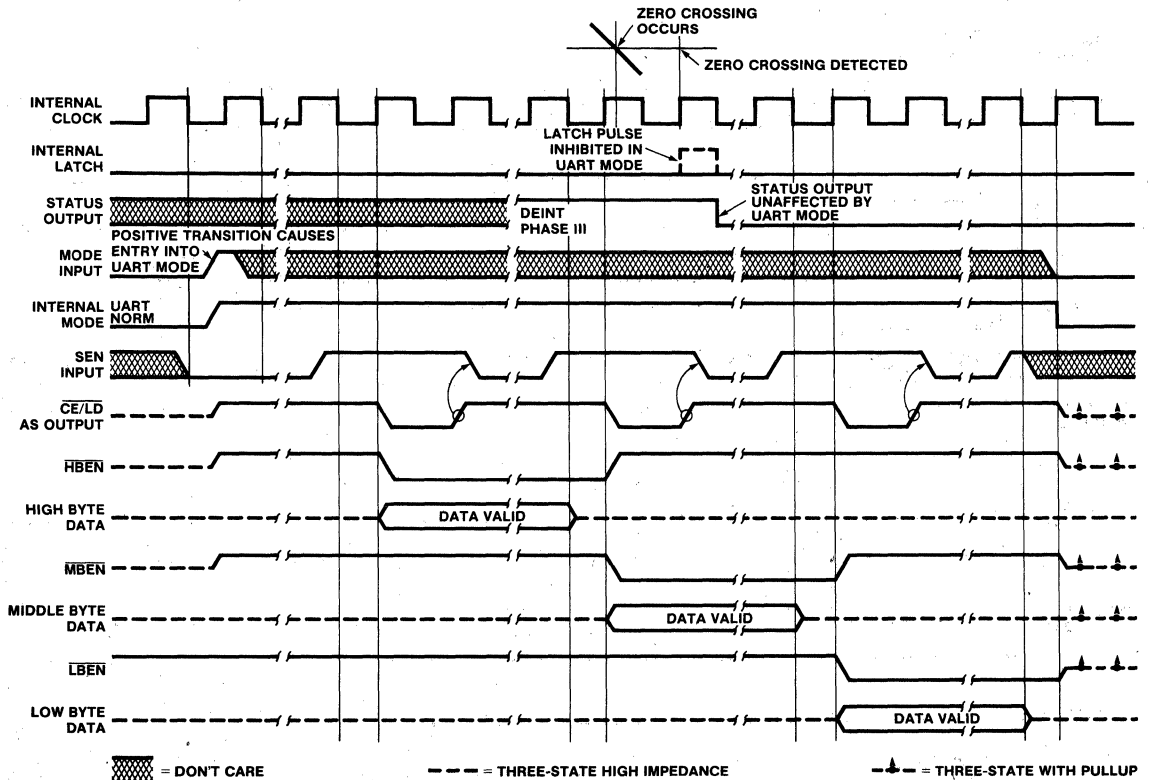 ZERO CROSSING
OCCURS
ZERO CROSSING DETECTED
INTERNAL
CLOCK
LATCH PULSE
INHIBITED IN
UART MODE
INTERNAL
LATCH
STATUS OUTPUT
UNAFFECTED BY
UART MODE
STATUS
OUTPUT
DEINT
PHASE III
POSITIVE TRANSITION CAUSES
ENTRY INTO
UART MODE
MODE
INPUT
INTERNAL
MODE
UART
NORM
SEN
INPUT
CE/LD
AS OUTPUT
HBEN
HIGH BYTE
DATA
DATA VALID
MBEN
MIDDLE BYTE
DATA
DATA VALID
LBEN
LOW BYTE
DATA
DATA VALID
= DON'T CARE
= THREE-STATE HIGH IMPEDANCE
= THREE-STATE WITH PULLUP